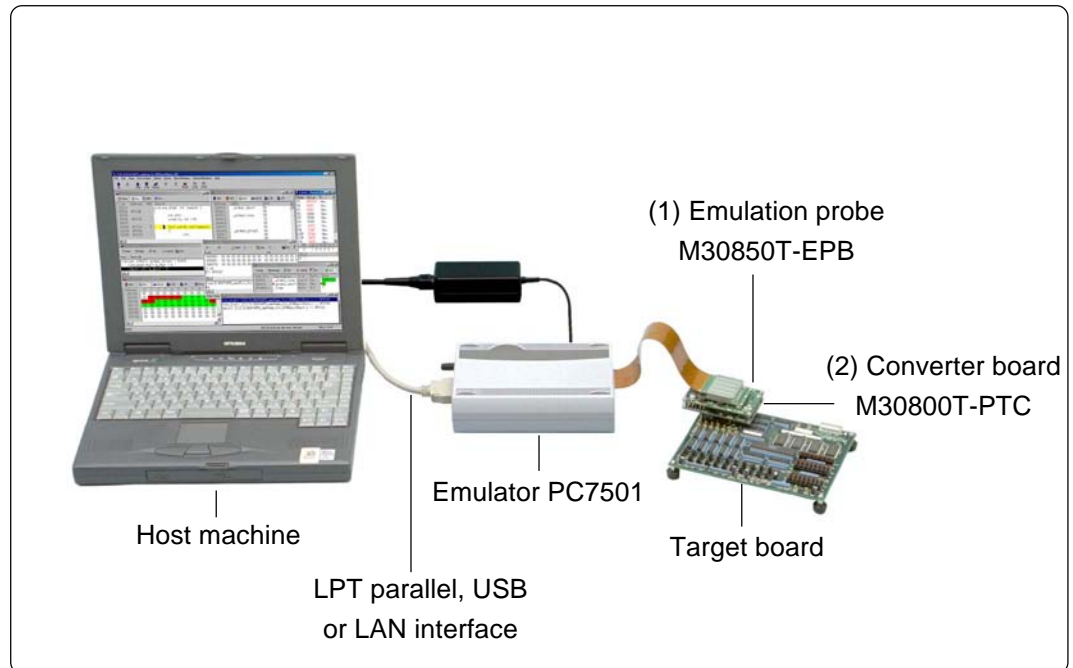 (1) Emulation probe
M30850T-EPB
(2) Converter board
M30800T-PTC
Emulator PC7501
Host machine
Target board
LPT parallel, USB
or LAN interface